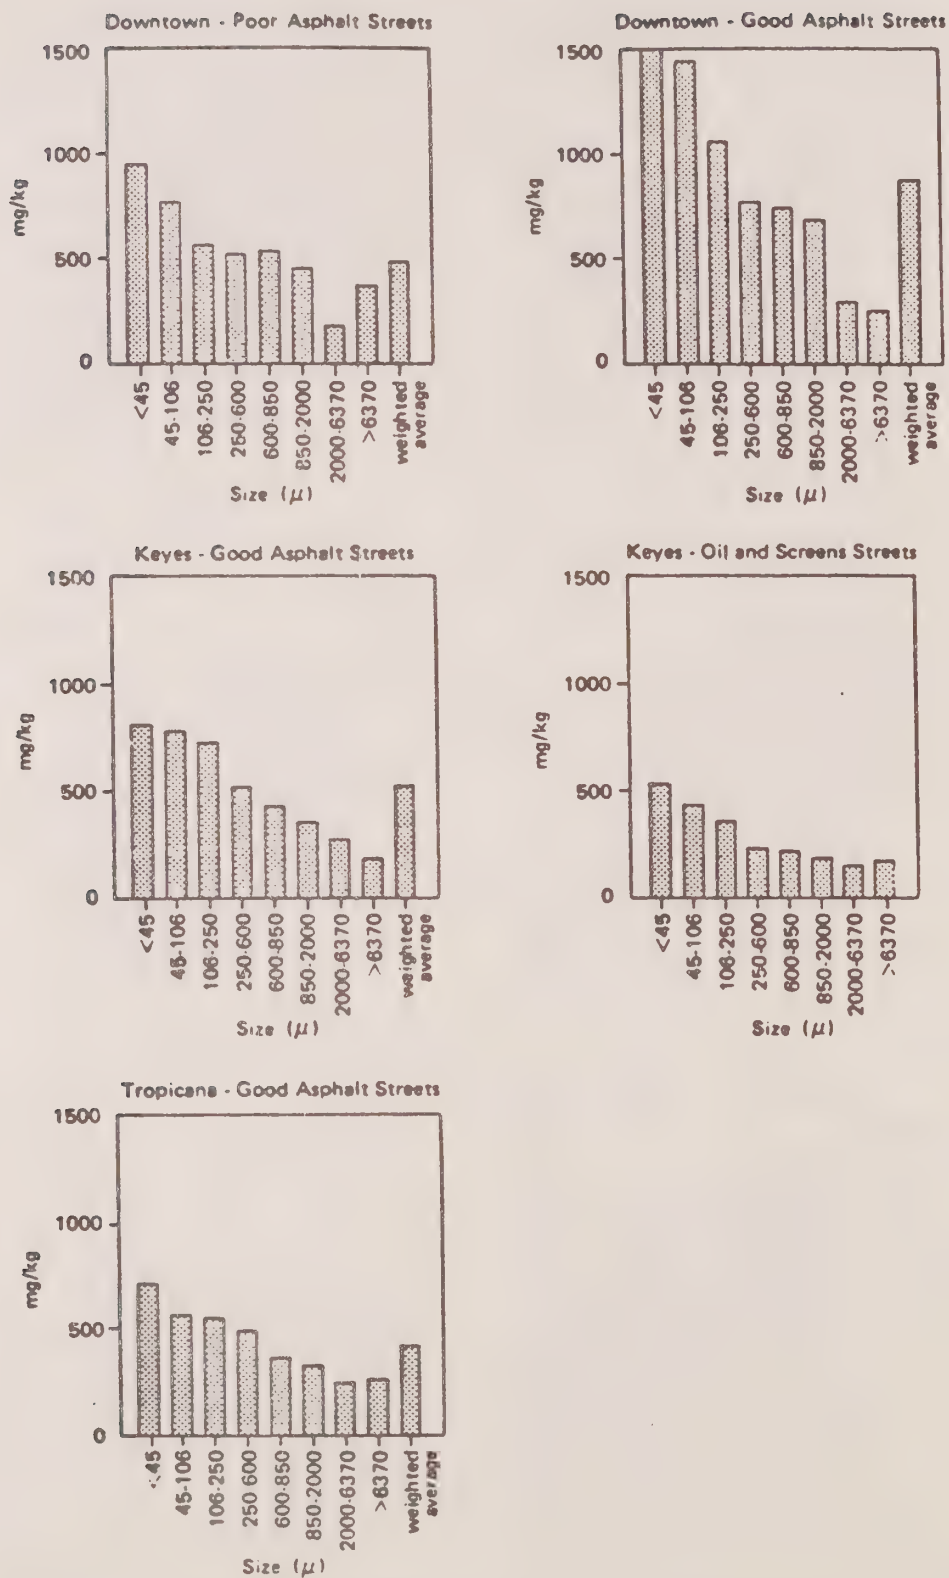 Downtown - Poor Asphalt Streets
1500
1000
500
0
mg/kg
<45
45-106
106-250
250-600
600-850
850-2000
2000-6370
>6370
weighted
average
Size (μ)
Downtown - Good Asphalt Streets
1500
1000
500
0
mg/kg
<45
45-106
106-250
250-600
600-850
850-2000
2000-6370
>6370
weighted
average
Size (μ)
Keyes - Good Asphalt Streets
1500
1000
500
0
mg/kg
<45
45-106
106-250
250-600
600-850
850-2000
2000-6370
>6370
weighted
average
Size (μ)
Keyes - Oil and Screens Streets
1500
1000
500
0
mg/kg
<45
45-106
106-250
250-600
600-850
850-2000
2000-6370
>6370
Size (μ)
Tropicana - Good Asphalt Streets
1500
1000
500
0
mg/kg
<45
45-106
106-250
250-600
600-850
850-2000
2000-6370
>6370
weighted
average
Size (μ)